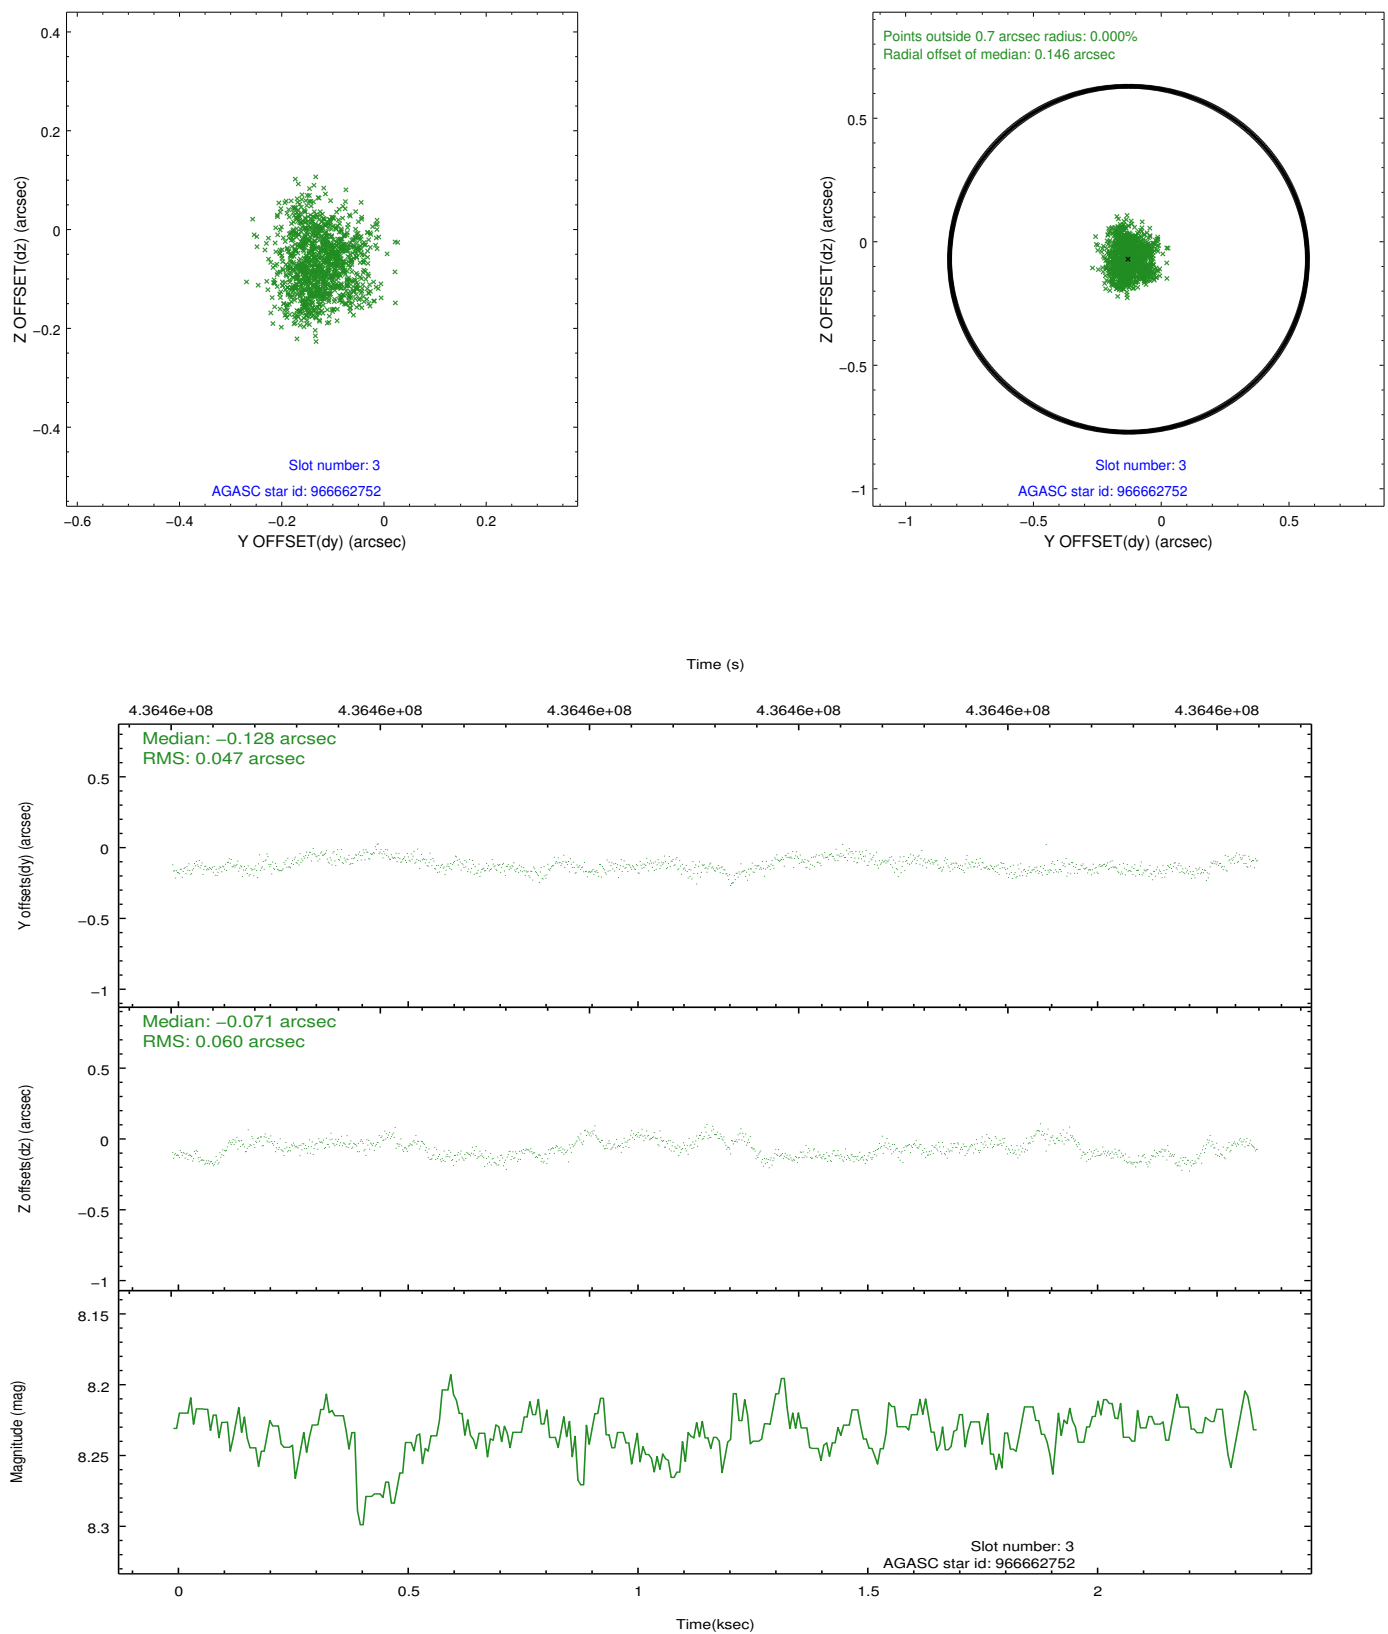 0.4
0.2
0
−0.2
−0.4
Z OFFSET(dz) (arcsec)
Slot number: 3
AGASC star id: 966662752
−0.6 −0.4 −0.2 0 0.2
Y OFFSET(dy) (arcsec)
Points outside 0.7 arcsec radius: 0.000%
Radial offset of median: 0.146 arcsec
0.5
0
−0.5
−1
Z OFFSET(dz) (arcsec)
Slot number: 3
AGASC star id: 966662752
−1 −0.5 0 0.5
Y OFFSET(dy) (arcsec)
Time (s)
4.3646e+08 4.3646e+08 4.3646e+08 4.3646e+08 4.3646e+08 4.3646e+08
Median: −0.128 arcsec
RMS: 0.047 arcsec
0.5
0
−0.5
−1
Y offsets(dy) (arcsec)
Median: −0.071 arcsec
RMS: 0.060 arcsec
0.5
0
−0.5
−1
Z offsets(dz) (arcsec)
8.15
8.2
8.25
8.3
Magnitude (mag)
Slot number: 3
AGASC star id: 966662752
0 0.5 1 1.5 2
Time(ksec)